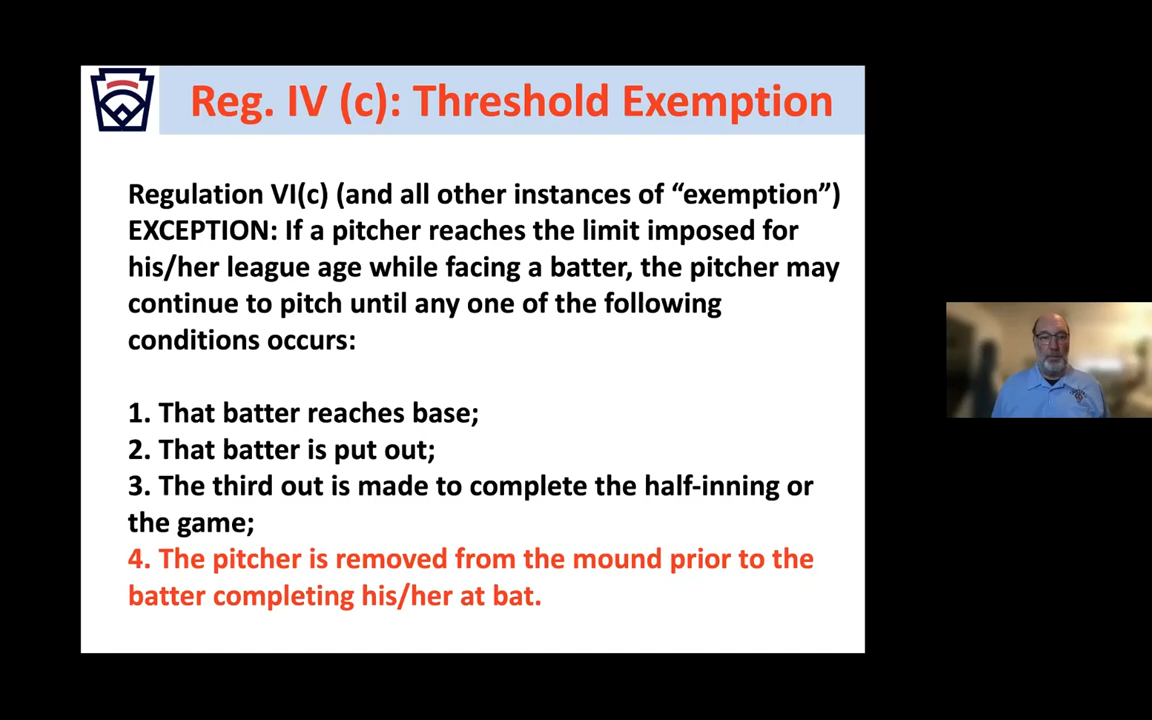 Reg. IV (c): Threshold Exemption
Regulation VI(c) (and all other instances of “exemption”)
EXCEPTION: If a pitcher reaches the limit imposed for
his/her league age while facing a batter, the pitcher may
continue to pitch until any one of the following
conditions occurs:
1. That batter reaches base;
2. That batter is put out;
3. The third out is made to complete the half-inning or
the game;
4. The pitcher is removed from the mound prior to the
batter completing his/her at bat.